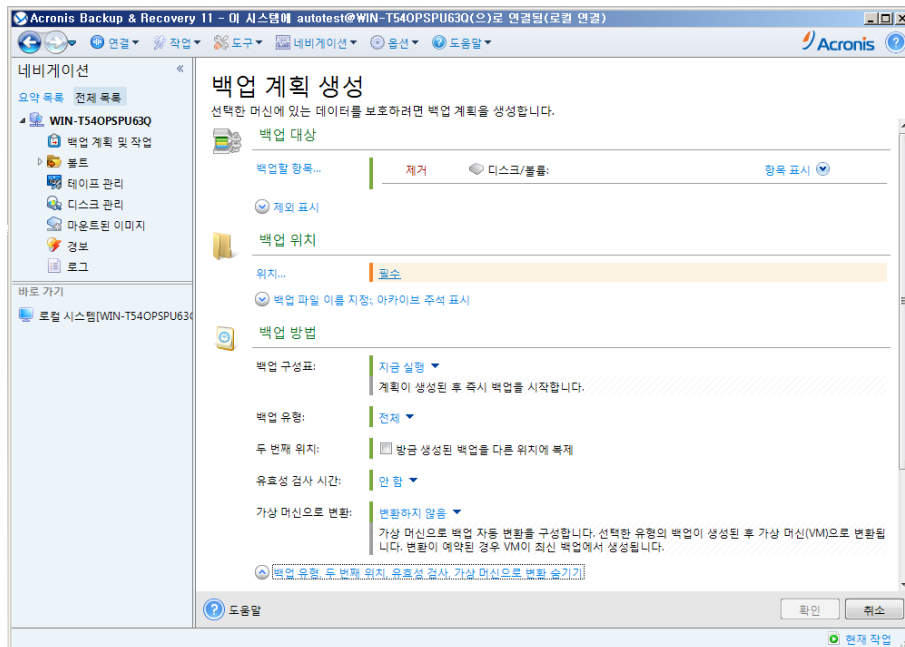 Acronis Backup & Recovery 11 - 이 시스템에 autotest@WIN-T54OPSPU63Q(으)로 연결됨(로컬 연결)
연결 작업 도구 네비게이션 옵션 도움말 Acronis
네비게이션
요약 목록 전체 목록
WIN-T54OPSPU63Q
백업 계획 및 작업
볼트
테이프 관리
디스크 관리
마운트된 이미지
경보
로그
바로 가기
로컬 시스템[WIN-T54OPSPU63Q
백업 계획 생성
선택한 머신에 있는 데이터를 보호하려면 백업 계획을 생성합니다.
백업 대상
백업할 항목... 제거 디스크/볼륨: 항목 표시
제외 표시
백업 위치
위치... 필수
백업 파일 이름 지정:, 아카이브 주석 표시
백업 방법
백업 구성표: 지금 실행
계획이 생성된 후 즉시 백업을 시작합니다.
백업 유형: 전체
두 번째 위치: 방금 생성된 백업을 다른 위치에 복제
유효성 검사 시간: 안 함
가상 머신으로 변환: 변환하지 않음
가상 머신으로 백업 자동 변환을 구성합니다. 선택한 유형의 백업이 생성된 후 가상 머신(VM)으로 변환됩
니다. 변환이 예약된 경우 VM이 최신 백업에서 생성됩니다.
백업 유형, 두 번째 위치, 유효성 검사, 가상 머신으로 변환 숨기기
도움말 확인 취소
현재 작업